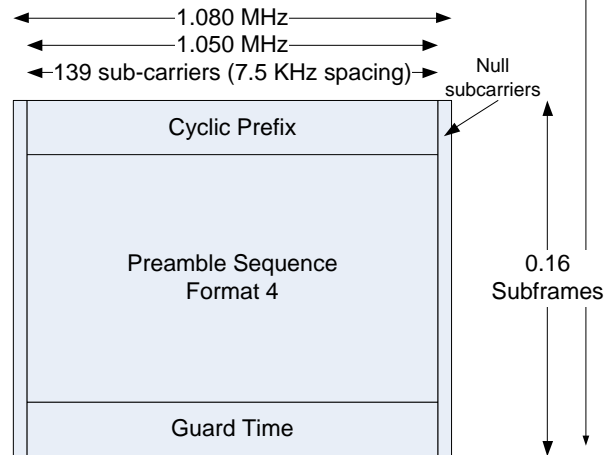 1.080 MHz
1.050 MHz
139 sub-carriers (7.5 KHz spacing)
Null
subcarriers
Cyclic Prefix
Preamble Sequence
Format 4
0.16
Subframes
Guard Time